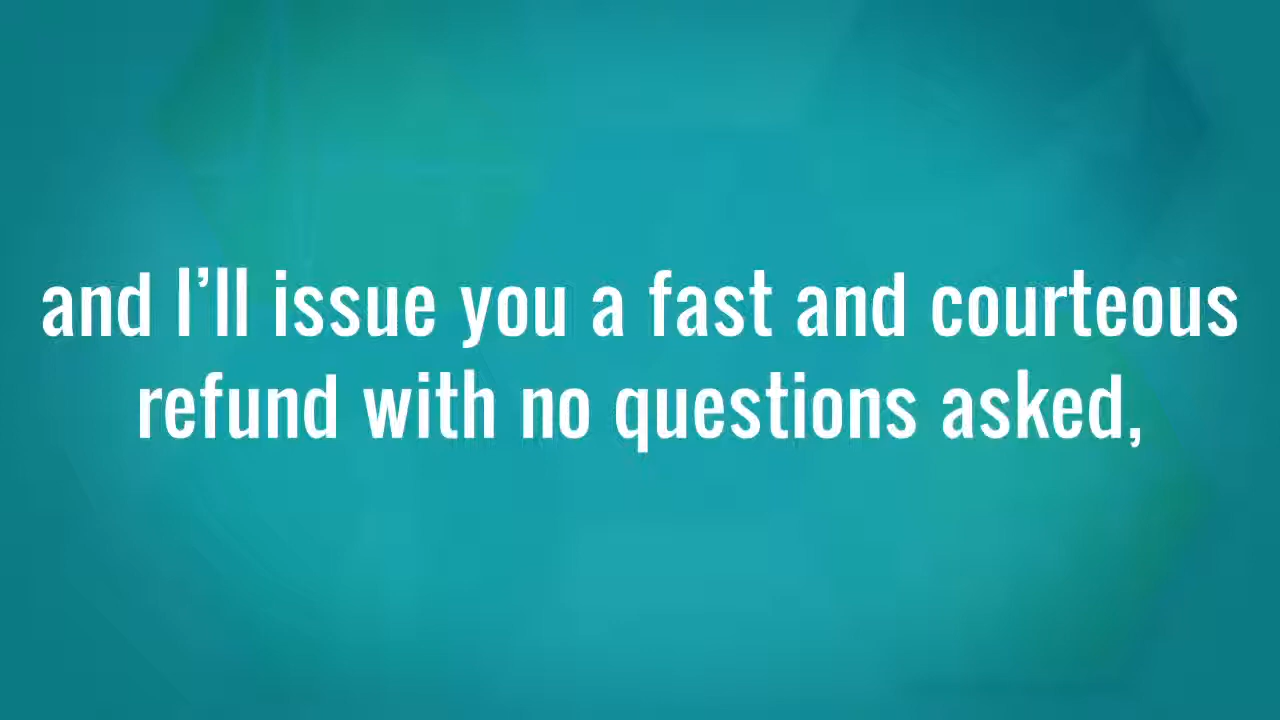 and I’ll issue you a fast and courteous
refund with no questions asked,